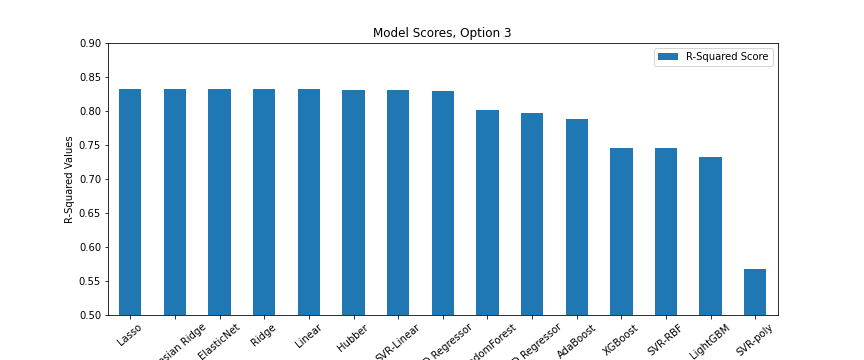 Model Scores, Option 3
R-Squared Score
R-Squared Values
0.90
0.85
0.80
0.75
0.70
0.65
0.60
0.55
0.50
Lasso
Ridge
ElasticNet
Ridge
Linear
Hubber
SVR-Linear
Regressor
Regressor
AdaBoost
XGBoost
SVR-RBF
LightGBM
SVR-poly